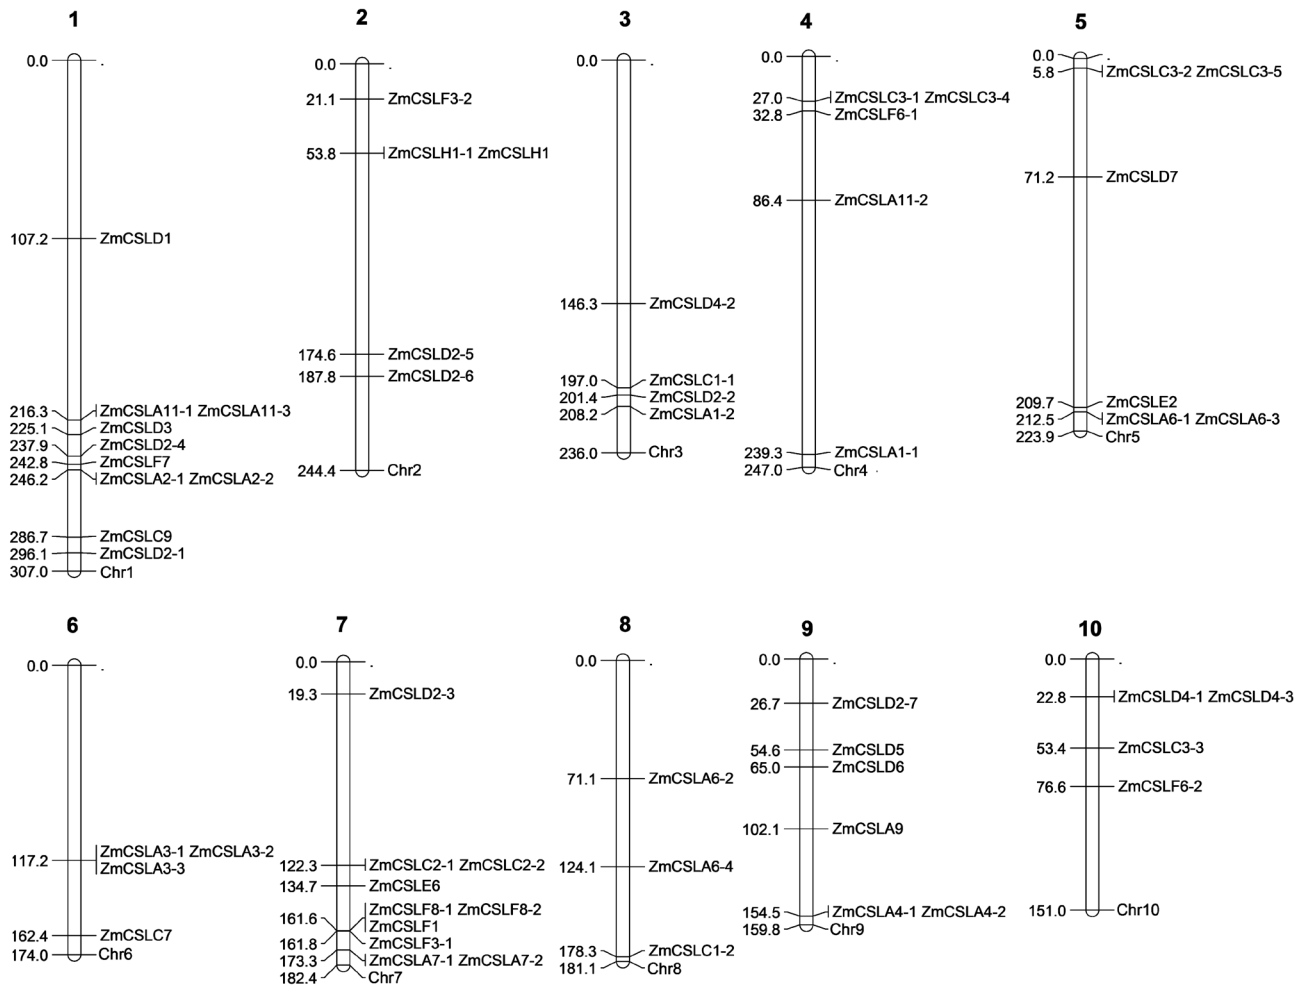 1
0.0 .
107.2 ZmCSLD1
216.3 ZmCSLA11-1 ZmCSLA11-3
225.1 ZmCSLD3
237.9 ZmCSLD2-4
242.8 ZmCSLF7
246.2 ZmCSLA2-1 ZmCSLA2-2
286.7 ZmCSLC9
296.1 ZmCSLD2-1
307.0 Chr1
2
0.0 .
21.1 ZmCSLF3-2
53.8 ZmCSLH1-1 ZmCSLH1
174.6 ZmCSLD2-5
187.8 ZmCSLD2-6
244.4 Chr2
3
0.0 .
146.3 ZmCSLD4-2
197.0 ZmCSLC1-1
201.4 ZmCSLD2-2
208.2 ZmCSLA1-2
236.0 Chr3
4
0.0 .
27.0 ZmCSLC3-1 ZmCSLC3-4
32.8 ZmCSLF6-1
86.4 ZmCSLA11-2
239.3 ZmCSLA1-1
247.0 Chr4
5
0.0 .
5.8 ZmCSLC3-2 ZmCSLC3-5
71.2 ZmCSLD7
209.7 ZmCSLE2
212.5 ZmCSLA6-1 ZmCSLA6-3
223.9 Chr5
6
0.0 .
117.2 ZmCSLA3-1 ZmCSLA3-2
ZmCSLA3-3
162.4 ZmCSLC7
174.0 Chr6
7
0.0 .
19.3 ZmCSLD2-3
122.3 ZmCSLC2-1 ZmCSLC2-2
134.7 ZmCSLE6
161.6 ZmCSLF8-1 ZmCSLF8-2
ZmCSLF1
161.8 ZmCSLF3-1
173.3 ZmCSLA7-1 ZmCSLA7-2
182.4 Chr7
8
0.0 .
71.1 ZmCSLA6-2
124.1 ZmCSLA6-4
178.3 ZmCSLC1-2
181.1 Chr8
9
0.0 .
26.7 ZmCSLD2-7
54.6 ZmCSLD5
65.0 ZmCSLD6
102.1 ZmCSLA9
154.5 ZmCSLA4-1 ZmCSLA4-2
159.8 Chr9
10
0.0 .
22.8 ZmCSLD4-1 ZmCSLD4-3
53.4 ZmCSLC3-3
76.6 ZmCSLF6-2
151.0 Chr10